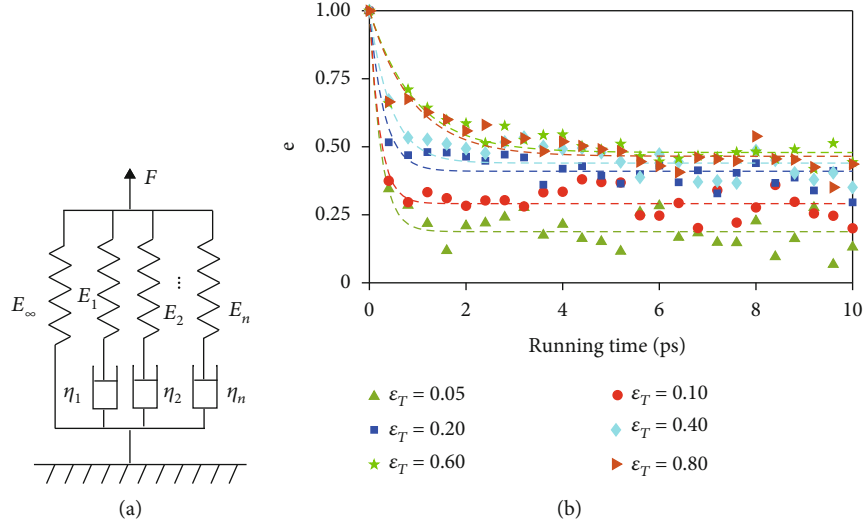 F
E∞
E1
E2
...
En
η1
η2
ηn
(a)
e
1.00
0.75
0.50
0.25
0
0
2
4
6
8
10
Running time (ps)
εT = 0.05
εT = 0.10
εT = 0.20
εT = 0.40
εT = 0.60
εT = 0.80
(b)